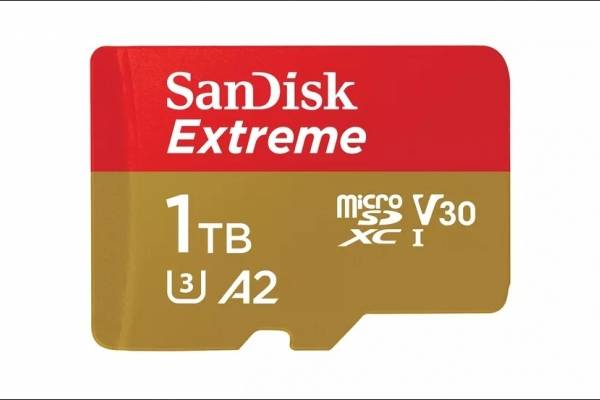 SanDisk
Extreme
1TB
micro SD XC I V30
U3 A2